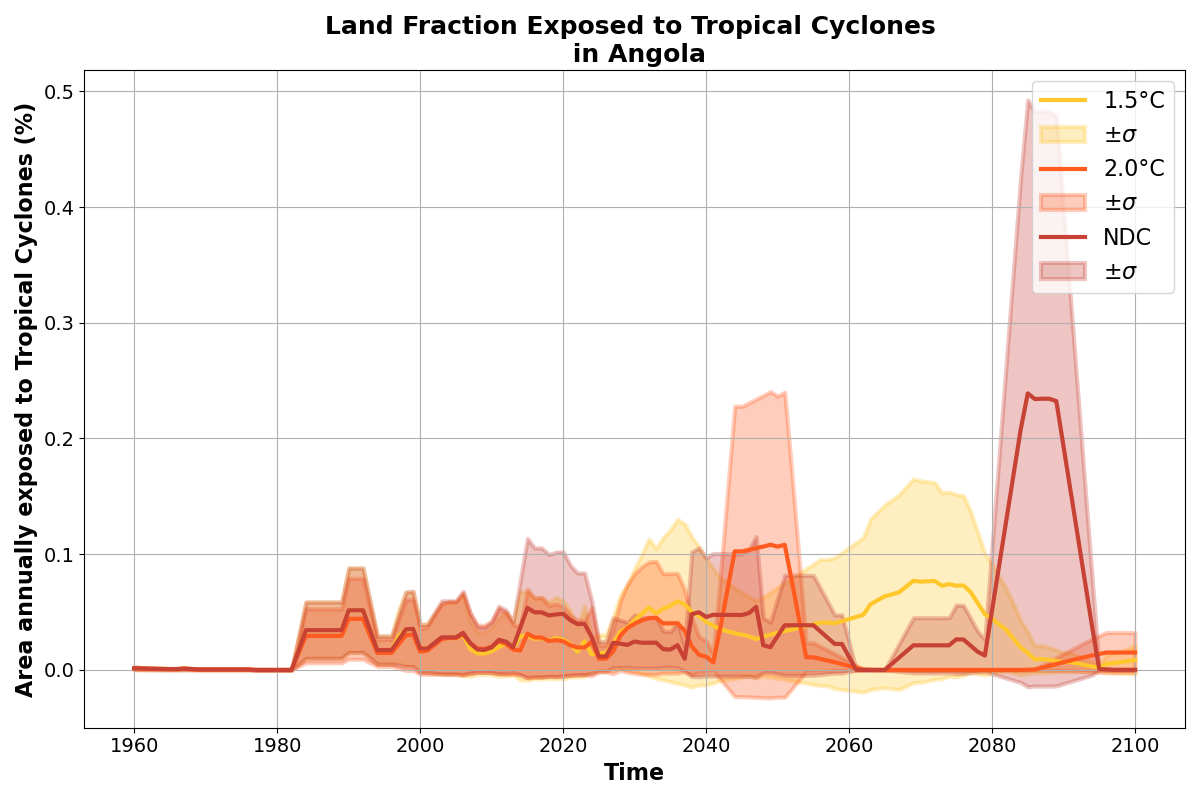 Land Fraction Exposed to Tropical Cyclones
in Angola
Area annually exposed to Tropical Cyclones (%)
0.5
0.4
0.3
0.2
0.1
0.0
1960 1980 2000 2020 2040 2060 2080 2100
Time
1.5°C
±σ
2.0°C
±σ
NDC
±σ